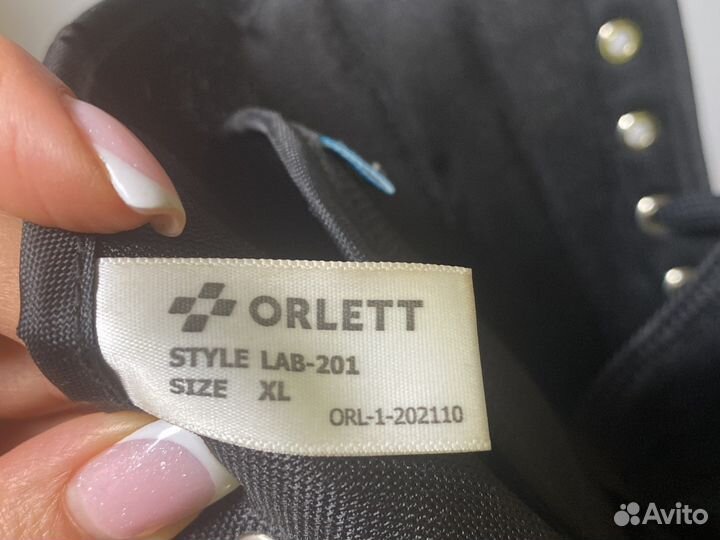 ORLETT
STYLE LAB-201
SIZE XL
ORL-1-202110
Avito